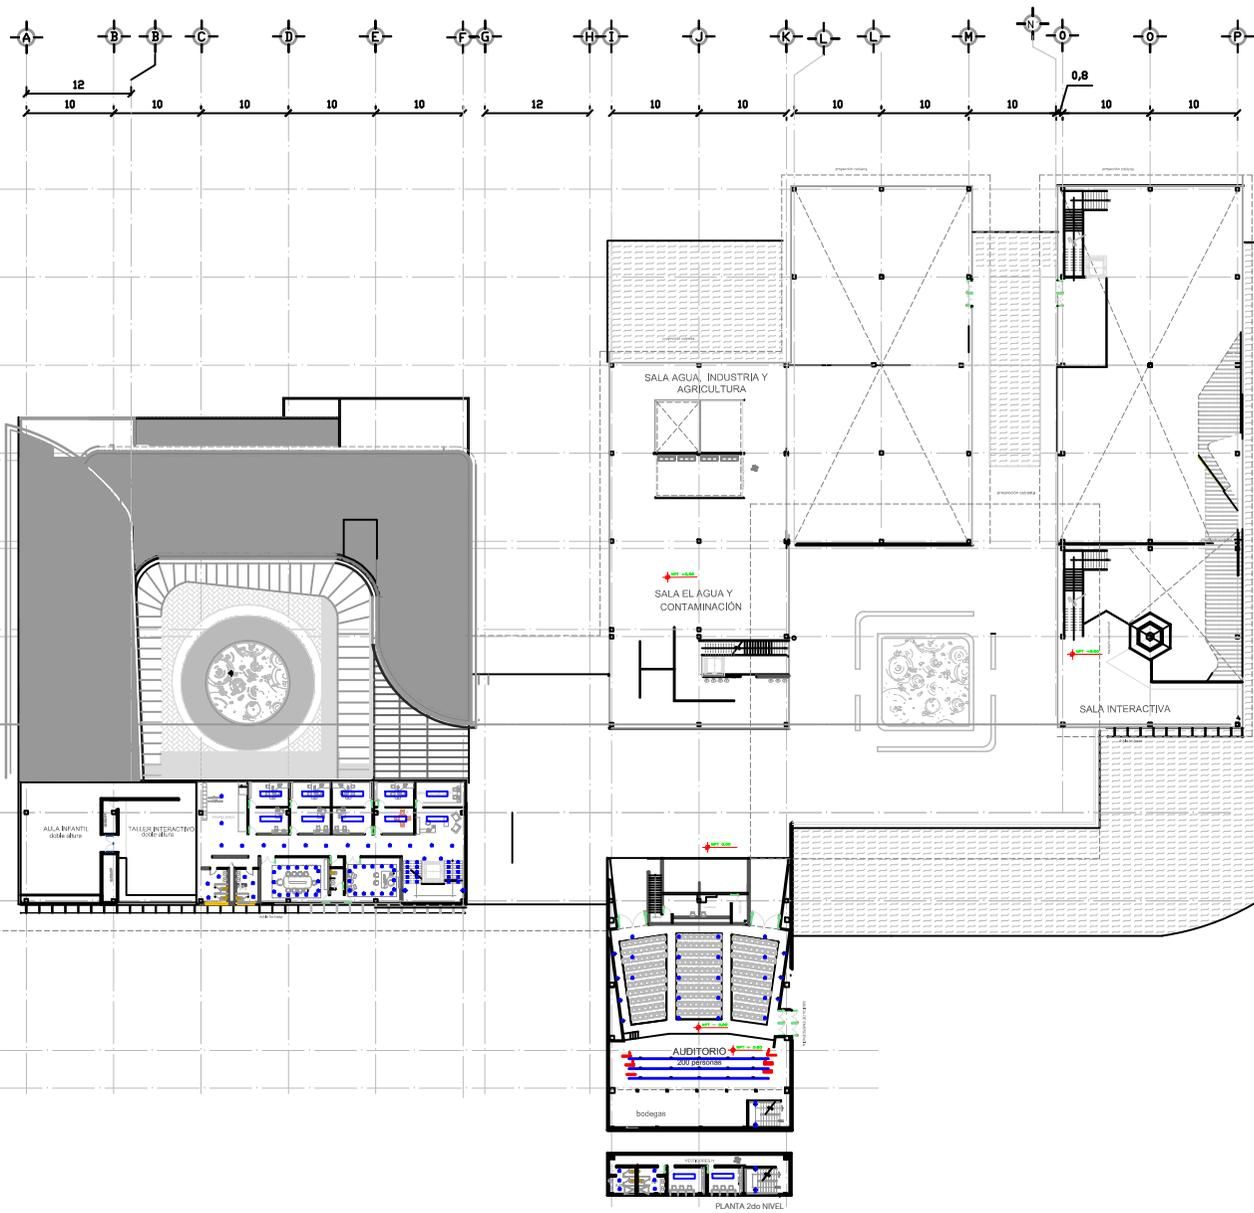 A B B C D E F G H I J K L L M N O O P
12
0,8
10 10 10 10 10 12 10 10 10 10 10 10 10
SALA AGUA, INDUSTRIA Y
AGRICULTURA
SALA EL AGUA Y
CONTAMINACIÓN
SALA INTERACTIVA
AULA INFANTIL
doble altura
TALLER INTERACTIVO
doble altura
AUDITORIO
200 personas
bodegas
PLANTA 2do NIVEL